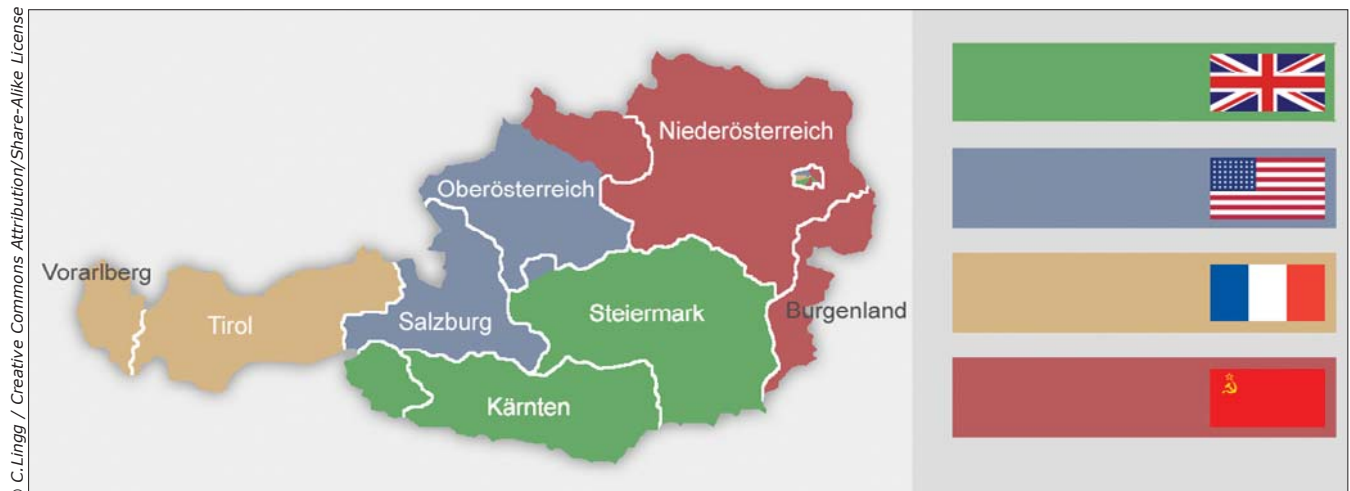 © C.Lingg / Creative Commons Attribution/Share-Alike License
Niederösterreich
Oberösterreich
Vorarlberg
Tirol
Salzburg
Steiermark
Burgenland
Kärnten